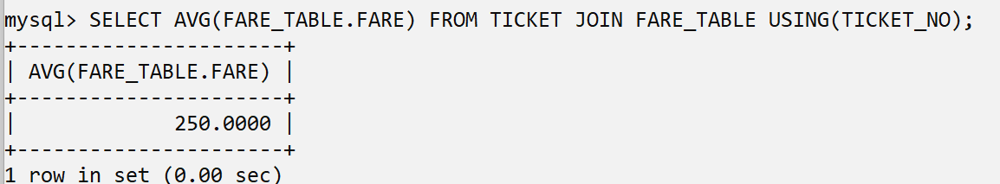 mysql> SELECT AVG(FARE_TABLE.FARE) FROM TICKET JOIN FARE_TABLE USING(TICKET_NO);
+----------------------+
| AVG(FARE_TABLE.FARE) |
+----------------------+
|             250.0000 |
+----------------------+
1 row in set (0.00 sec)